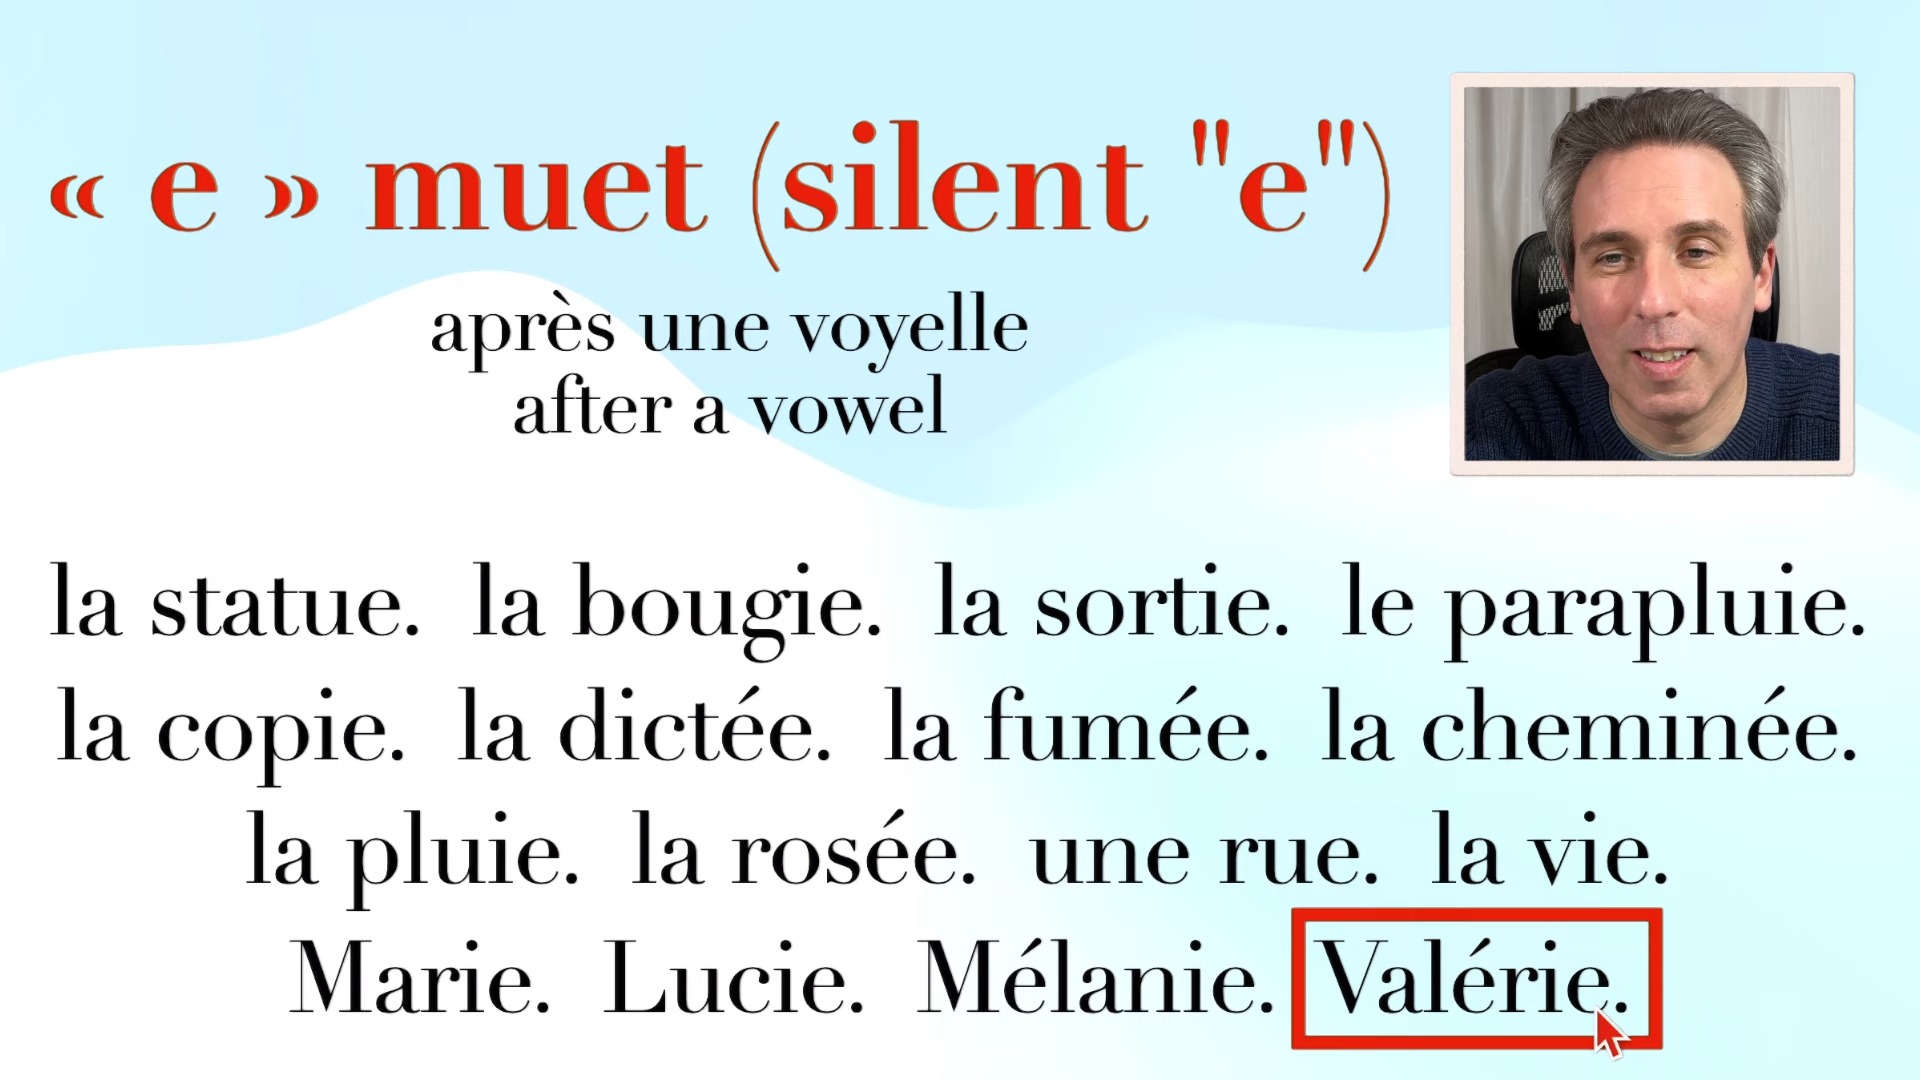 « e » muet (silent "e")
après une voyelle
after a vowel
la statue. la bougie. la sortie. le parapluie.
la copie. la dictée. la fumée. la cheminée.
la pluie. la rosée. une rue. la vie.
Marie. Lucie. Mélanie. Valérie.